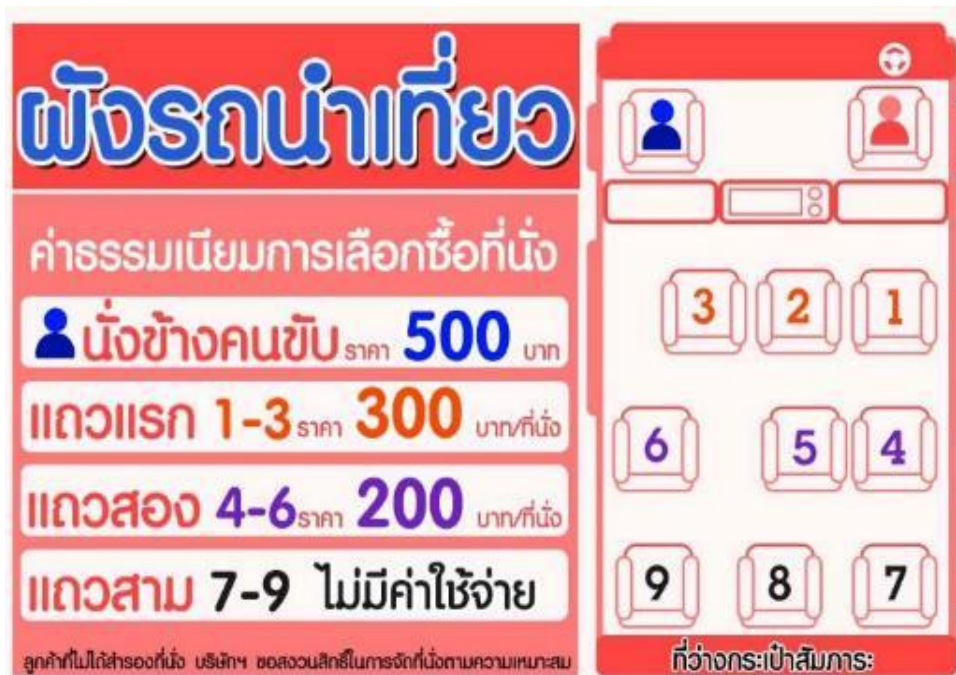 ผังรถนำเที่ยว
ค่าธรรมเนียมการเลือกซื้อที่นั่ง
นั่งข้างคนขับ ราคา 500 บาท
แถวแรก 1-3 ราคา 300 บาท/ที่นั่ง
แถวสอง 4-6 ราคา 200 บาท/ที่นั่ง
แถวสาม 7-9 ไม่มีค่าใช้จ่าย
ลูกค้าที่ไม่ได้สำรองที่นั่ง บริษัทฯ ขอสงวนสิทธิ์ในการจัดที่นั่งตามความเหมาะสม
3 2 1
6 5 4
9 8 7
ที่ว่างกระเป๋าสัมภาระ